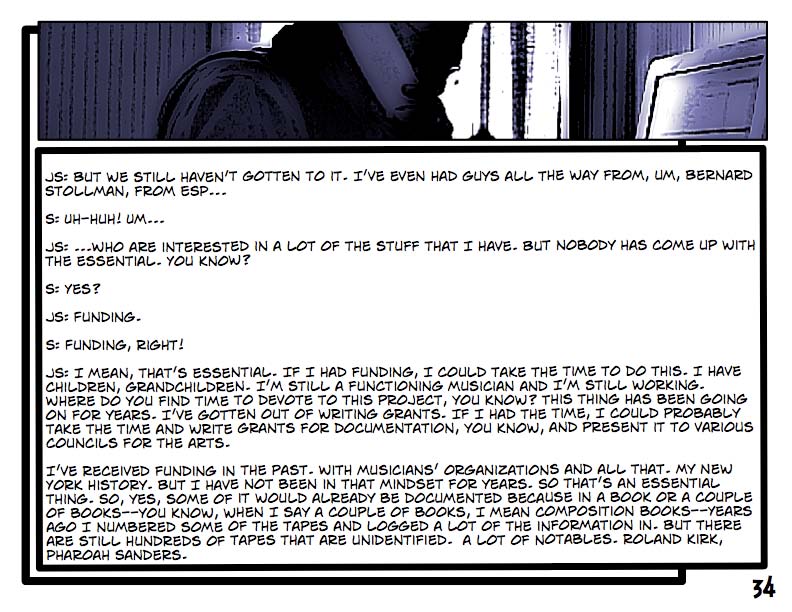 JS: BUT WE STILL HAVEN'T GOTTEN TO IT. I'VE EVEN HAD GUYS ALL THE WAY FROM, UM, BERNARD
STOLLMAN, FROM ESP...
S: UH-HUH! UM...
JS: ...WHO ARE INTERESTED IN A LOT OF THE STUFF THAT I HAVE. BUT NOBODY HAS COME UP WITH
THE ESSENTIAL. YOU KNOW?
S: YES?
JS: FUNDING.
S: FUNDING, RIGHT!
JS: I MEAN, THAT'S ESSENTIAL. IF I HAD FUNDING, I COULD TAKE THE TIME TO DO THIS. I HAVE
CHILDREN, GRANDCHILDREN. I'M STILL A FUNCTIONING MUSICIAN AND I'M STILL WORKING.
WHERE DO YOU FIND TIME TO DEVOTE TO THIS PROJECT, YOU KNOW? THIS THING HAS BEEN GOING
ON FOR YEARS. I'VE GOTTEN OUT OF WRITING GRANTS. IF I HAD THE TIME, I COULD PROBABLY
TAKE THE TIME AND WRITE GRANTS FOR DOCUMENTATION, YOU KNOW, AND PRESENT IT TO VARIOUS
COUNCILS FOR THE ARTS.
I'VE RECEIVED FUNDING IN THE PAST. WITH MUSICIANS' ORGANIZATIONS AND ALL THAT. MY NEW
YORK HISTORY. BUT I HAVE NOT BEEN IN THAT MINDSET FOR YEARS. SO THAT'S AN ESSENTIAL
THING. SO, YES, SOME OF IT WOULD ALREADY BE DOCUMENTED BECAUSE IN A BOOK OR A COUPLE
OF BOOKS--YOU KNOW, WHEN I SAY A COUPLE OF BOOKS, I MEAN COMPOSITION BOOKS--YEARS
AGO I NUMBERED SOME OF THE TAPES AND LOGGED A LOT OF THE INFORMATION IN. BUT THERE
ARE STILL HUNDREDS OF TAPES THAT ARE UNIDENTIFIED. A LOT OF NOTABLES. ROLAND KIRK,
PHAROAH SANDERS.
34